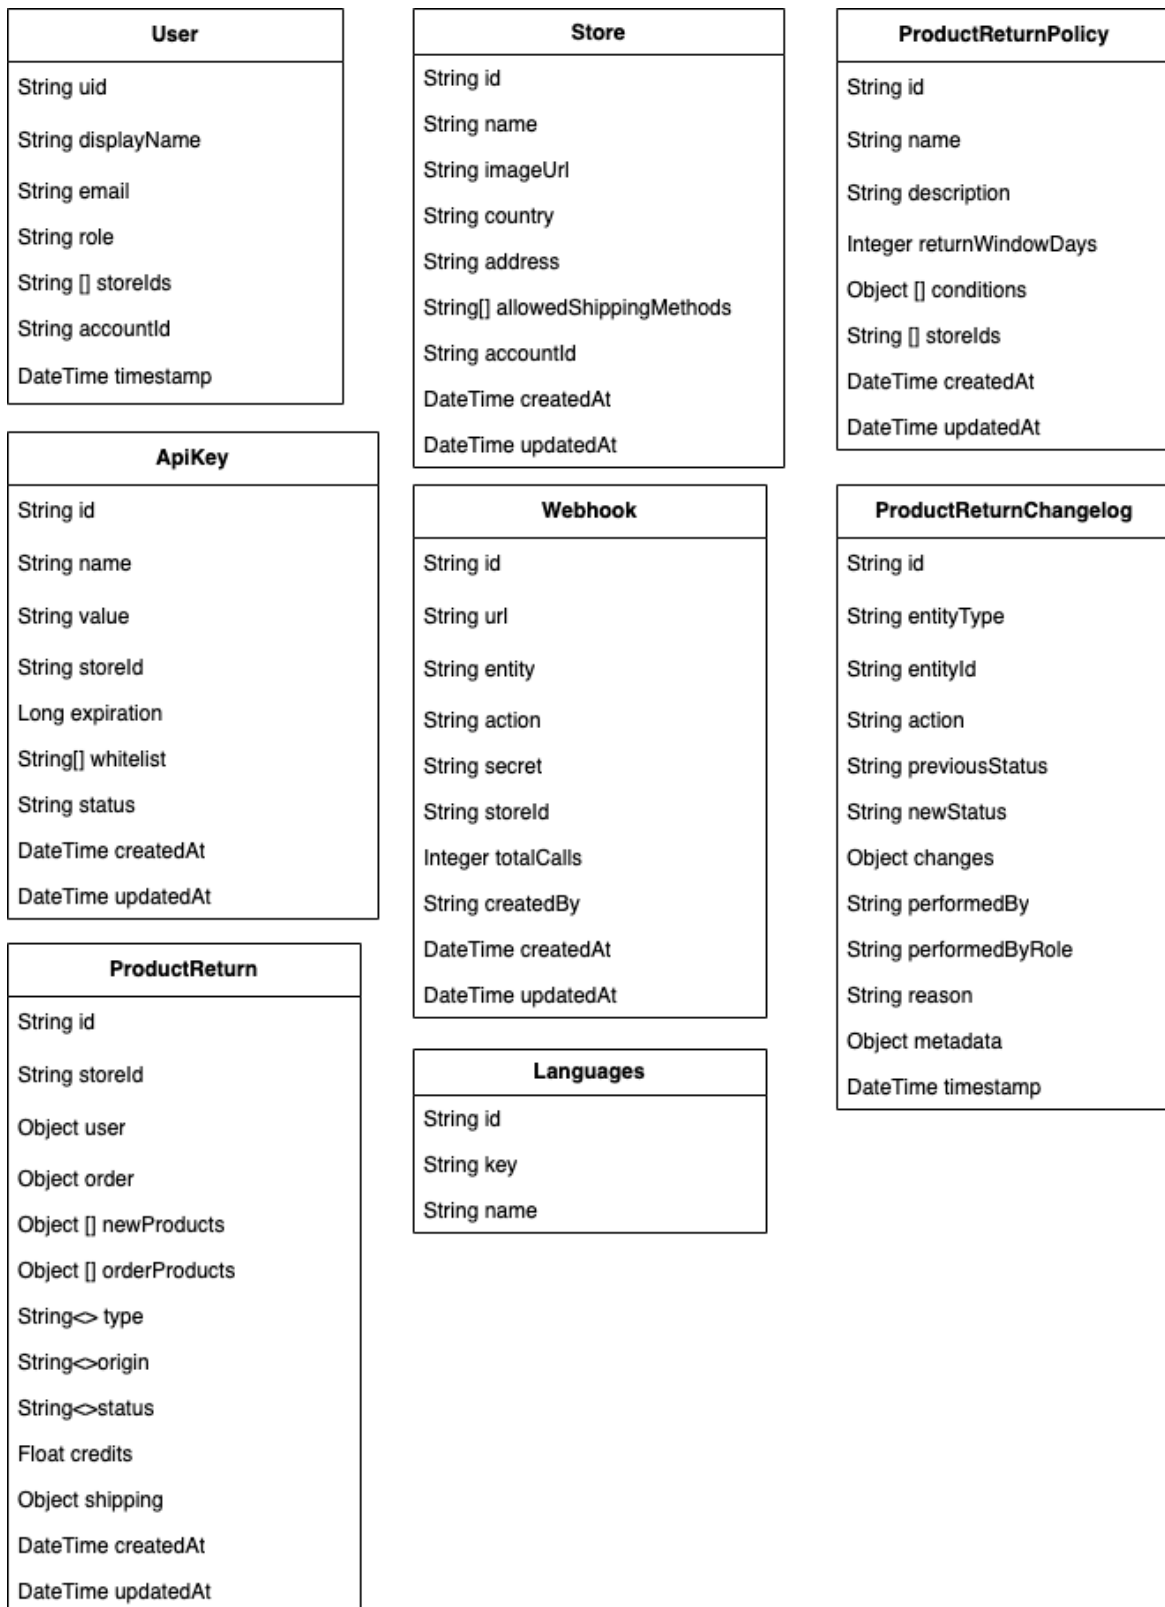 User
String uid
String displayName
String email
String role
String [] storeIds
String accountId
DateTime timestamp
ApiKey
String id
String name
String value
String storeId
Long expiration
String[] whitelist
String status
DateTime createdAt
DateTime updatedAt
ProductReturn
String id
String storeId
Object user
Object order
Object [] newProducts
Object [] orderProducts
String<> type
String<>origin
String<>status
Float credits
Object shipping
DateTime createdAt
DateTime updatedAt
Store
String id
String name
String imageUrl
String country
String address
String[] allowedShippingMethods
String accountId
DateTime createdAt
DateTime updatedAt
Webhook
String id
String url
String entity
String action
String secret
String storeId
Integer totalCalls
String createdBy
DateTime createdAt
DateTime updatedAt
Languages
String id
String key
String name
ProductReturnPolicy
String id
String name
String description
Integer returnWindowDays
Object [] conditions
String [] storeIds
DateTime createdAt
DateTime updatedAt
ProductReturnChangelog
String id
String entityType
String entityId
String action
String previousStatus
String newStatus
Object changes
String performedBy
String performedByRole
String reason
Object metadata
DateTime timestamp